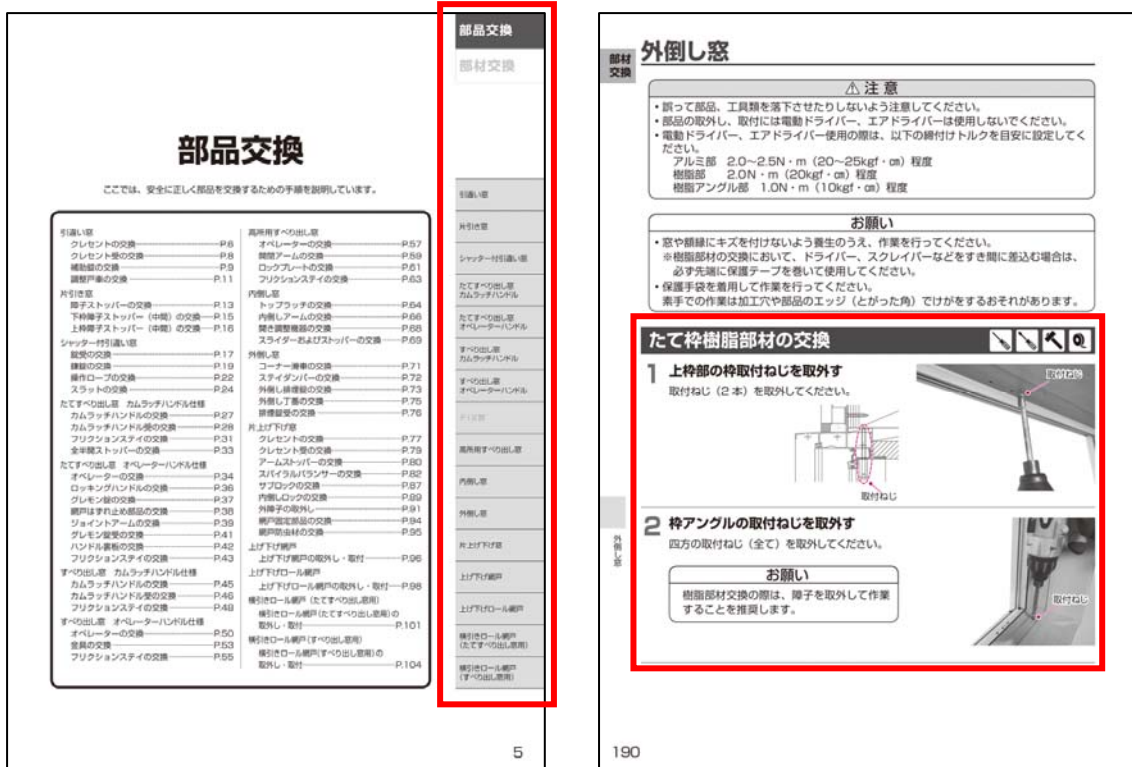 部品交換
ここでは、安全に正しく部品を交換するための手順を説明しています。
引違い窓
クレセントの交換 P.6
クレセント受の交換 P.8
補助錠の交換 P.9
調整戸車の交換 P.11
片引き窓
障子ストッパーの交換 P.13
下枠障子ストッパー（中間）の交換 P.15
上枠障子ストッパー（中間）の交換 P.16
シャッター付引違い窓
錠受の交換 P.17
鎌錠の交換 P.19
操作ロープの交換 P.22
スラットの交換 P.24
たてすべり出し窓 カムラッチハンドル仕様
カムラッチハンドルの交換 P.27
カムラッチハンドル受の交換 P.28
フリクションステイの交換 P.31
全半開ストッパーの交換 P.33
たてすべり出し窓 オペレーターハンドル仕様
オペレーターの交換 P.34
ロッキングハンドルの交換 P.36
グレモン錠の交換 P.37
網戸はずれ止め部品の交換 P.38
ジョイントアームの交換 P.39
グレモン錠受の交換 P.41
ハンドル裏板の交換 P.42
フリクションステイの交換 P.43
すべり出し窓 カムラッチハンドル仕様
カムラッチハンドルの交換 P.45
カムラッチハンドル受の交換 P.46
フリクションステイの交換 P.48
すべり出し窓 オペレーターハンドル仕様
オペレーターの交換 P.50
金具の交換 P.53
フリクションステイの交換 P.55
高所用すべり出し窓
オペレーターの交換 P.57
開閉アームの交換 P.59
ロックプレートの交換 P.61
フリクションステイの交換 P.63
内倒し窓
トップラッチの交換 P.64
内倒しアームの交換 P.66
開き調整機器の交換 P.68
スライダーおよびストッパーの交換 P.69
外倒し窓
コーナー滑車の交換 P.71
ステイダンパーの交換 P.72
外倒し排煙錠の交換 P.73
外倒し丁番の交換 P.75
排煙錠受の交換 P.76
片上げ下げ窓
クレセントの交換 P.77
クレセント受の交換 P.79
アームストッパーの交換 P.80
スパイラルバランサーの交換 P.82
サブロックの交換 P.87
内倒しロックの交換 P.89
外障子の取外し P.91
網戸固定部品の交換 P.94
網戸防虫材の交換 P.95
上げ下げ網戸
上げ下げ網戸の取外し・取付 P.96
上げ下げロール網戸
上げ下げロール網戸の取外し・取付 P.98
横引きロール網戸（たてすべり出し窓用）
横引きロール網戸（たてすべり出し窓用）の
取外し・取付 P.101
横引きロール網戸（すべり出し窓用）
横引きロール網戸（すべり出し窓用）の
取外し・取付 P.104
部品交換
部材交換
引違い窓
片引き窓
シャッター付引違い窓
たてすべり出し窓
カムラッチハンドル
たてすべり出し窓
オペレーターハンドル
すべり出し窓
カムラッチハンドル
すべり出し窓
オペレーターハンドル
FIX窓
高所用すべり出し窓
内倒し窓
外倒し窓
片上げ下げ窓
上げ下げ網戸
上げ下げロール網戸
横引きロール網戸
（たてすべり出し窓用）
横引きロール網戸
（すべり出し窓用）
5
部材
交換
外倒し窓
⚠注意
・誤って部品、工具類を落下させたりしないよう注意してください。
・部品の取外し、取付には電動ドライバー、エアドライバーは使用しないでください。
・電動ドライバー、エアドライバー使用の際は、以下の締付けトルクを目安に設定してく
ださい。
アルミ部 2.0〜2.5N・m（20〜25kgf・㎝）程度
樹脂部 2.0N・m（20kgf・㎝）程度
樹脂アングル部 1.0N・m（10kgf・㎝）程度
お願い
・窓や額縁にキズを付けないよう養生のうえ、作業を行ってください。
※樹脂部材の交換において、ドライバー、スクレイパーなどをすき間に差込む場合は、
必ず先端に保護テープを巻いて使用してください。
・保護手袋を着用して作業を行ってください。
素手での作業は加工穴や部品のエッジ（とがった角）でけがをするおそれがあります。
たて枠樹脂部材の交換
1 上枠部の枠取付ねじを取外す
取付ねじ（2本）を取外してください。
取付ねじ
取付ねじ
2 枠アングルの取付ねじを取外す
四方の取付ねじ（全て）を取外してください。
お願い
樹脂部材交換の際は、障子を取外して作業
することを推奨します。
取付ねじ
外倒し窓
190